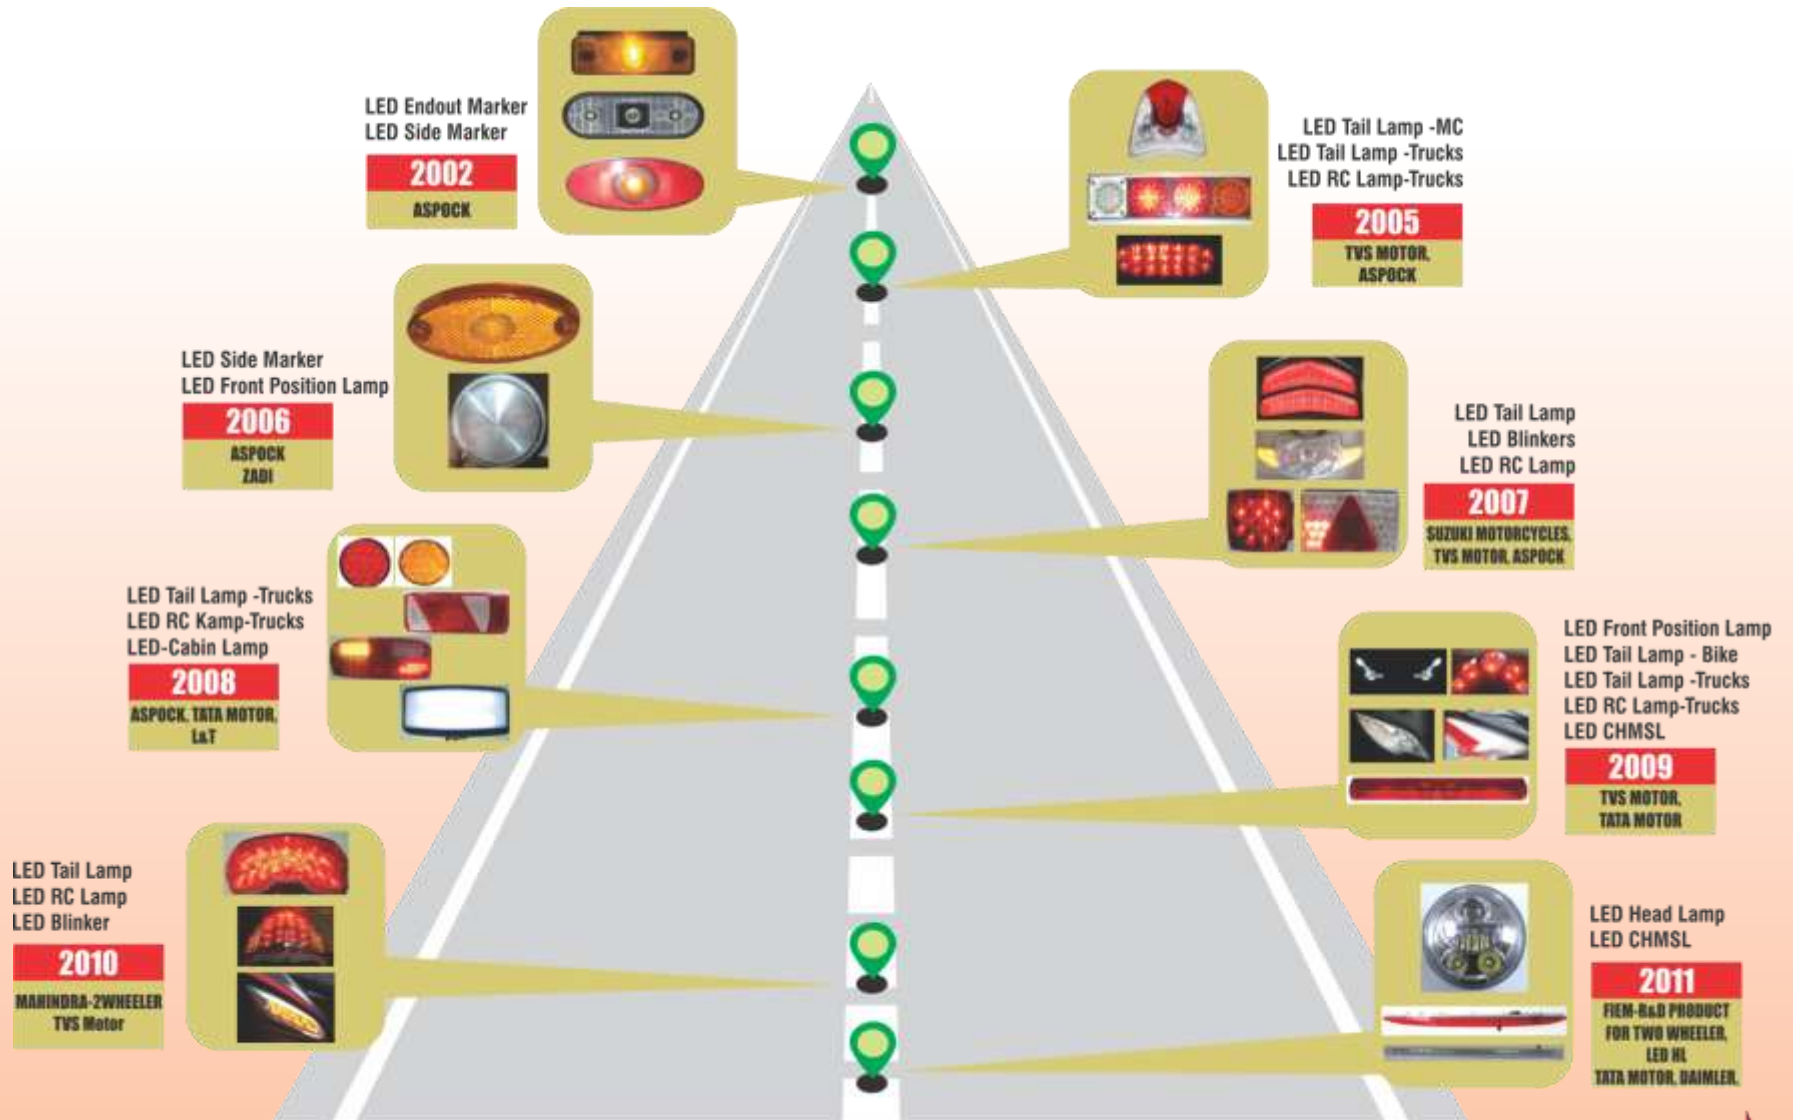 LED Endout Marker
LED Side Marker
2002
ASPOCK
LED Tail Lamp -MC
LED Tail Lamp -Trucks
LED RC Lamp-Trucks
2005
TVS MOTOR,
ASPOCK
LED Side Marker
LED Front Position Lamp
2006
ASPOCK
ZADI
LED Tail Lamp
LED Blinkers
LED RC Lamp
2007
SUZUKI MOTORCYCLES,
TVS MOTOR, ASPOCK
LED Tail Lamp -Trucks
LED RC Kamp-Trucks
LED-Cabin Lamp
2008
ASPOCK, TATA MOTOR,
L&T
LED Front Position Lamp
LED Tail Lamp - Bike
LED Tail Lamp -Trucks
LED RC Lamp-Trucks
LED CHMSL
2009
TVS MOTOR,
TATA MOTOR
LED Tail Lamp
LED RC Lamp
LED Blinker
2010
MAHINDRA-2WHEELER
TVS Motor
LED Head Lamp
LED CHMSL
2011
FIEM-R&D PRODUCT
FOR TWO WHEELER,
LED HL
TATA MOTOR, DAIMLER,